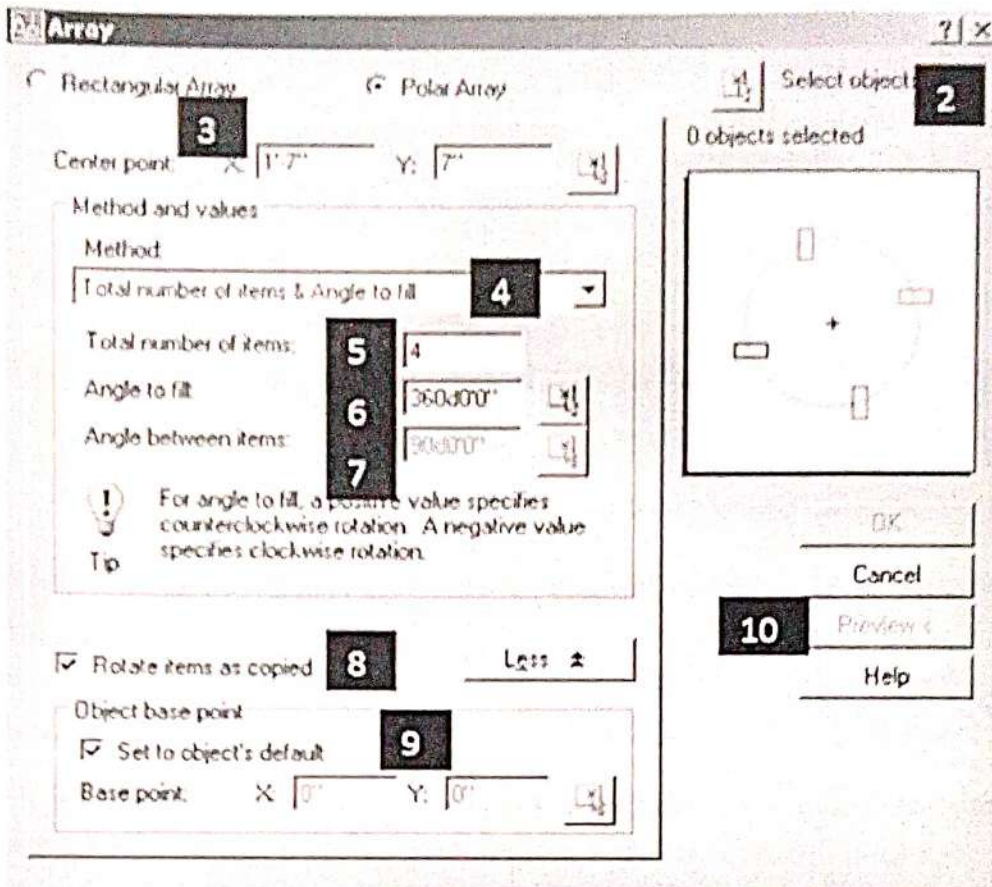 Array ? ×
Rectangular Array Polar Array Select objects 2
3 0 objects selected
Center point: X: 1'-7" Y: 7"
Method and values
Method:
Total number of items & Angle to fill 4
Total number of items: 5 4
Angle to fill: 6 360d0'0"
Angle between items: 7 90d0'0"
For angle to fill, a positive value specifies
counterclockwise rotation. A negative value
specifies clockwise rotation.
Tip
OK
Cancel
10 Preview <
Help
Rotate items as copied 8 Less
Object base point
Set to object's default 9
Base point: X: 0" Y: 0"